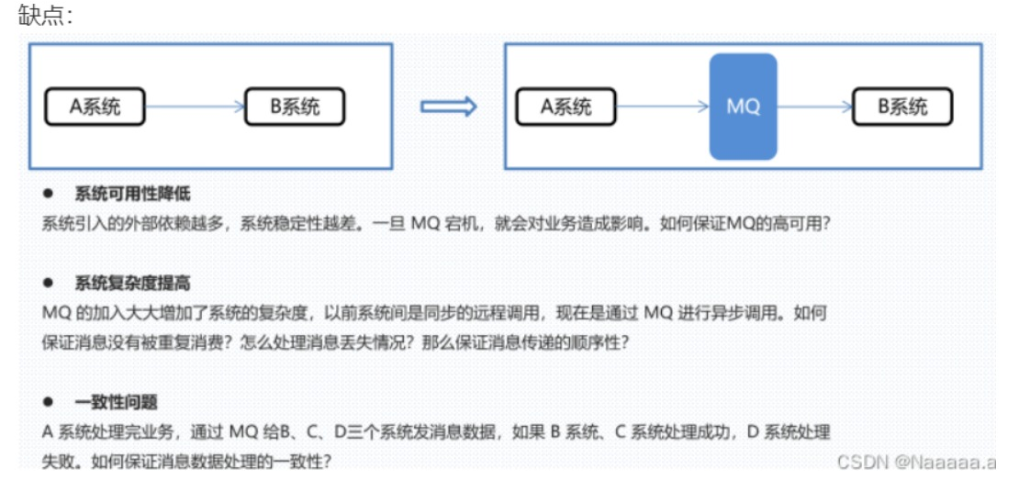 缺点：
A系统
B系统
A系统
MQ
B系统
● 系统可用性降低
系统引入的外部依赖越多，系统稳定性越差。一旦 MQ 宕机，就会对业务造成影响。如何保证MQ的高可用？
● 系统复杂度提高
MQ 的加入大大增加了系统的复杂度，以前系统间是同步的远程调用，现在是通过 MQ 进行异步调用。如何
保证消息没有被重复消费？怎么处理消息丢失情况？那么保证消息传递的顺序性？
● 一致性问题
A 系统处理完业务，通过 MQ 给B、C、D三个系统发消息数据，如果 B 系统、C 系统处理成功，D 系统处理
失败。如何保证消息数据处理的一致性？
CSDN @Naaaaa.a